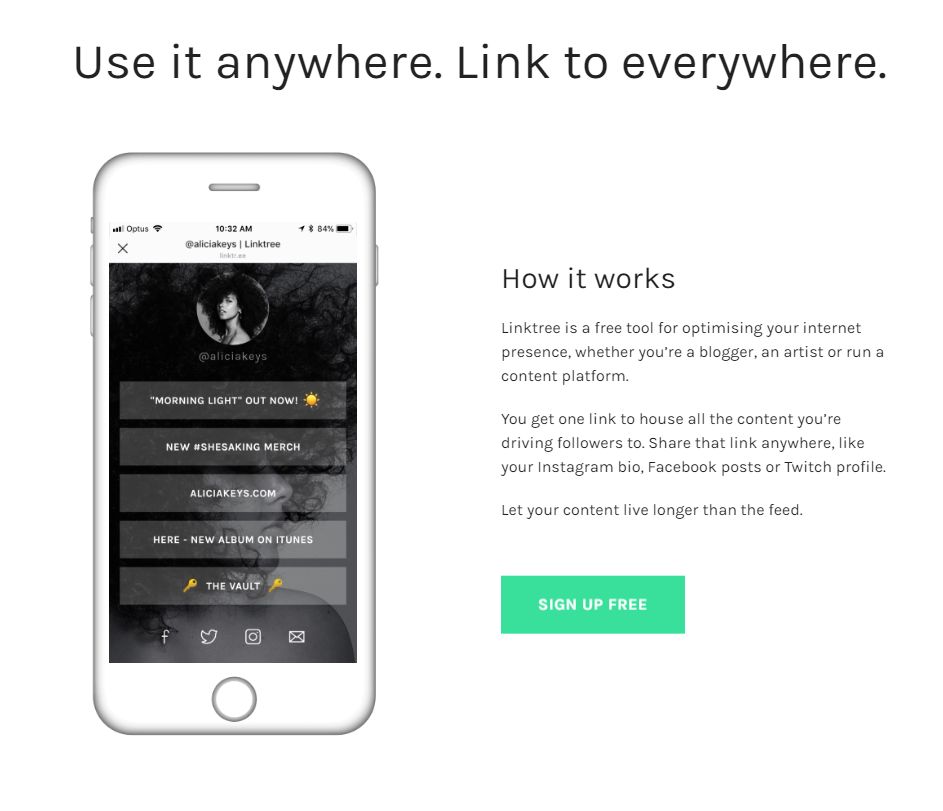 Use it anywhere. Link to everywhere.
Optus 10:32 AM 84%
@aliciakeys | Linktree
linktr.ee
@aliciakeys
"MORNING LIGHT" OUT NOW! ☀️
NEW #SHESAKING MERCH
ALICIAKEYS.COM
HERE - NEW ALBUM ON ITUNES
🔑 THE VAULT 🔑
How it works
Linktree is a free tool for optimising your internet
presence, whether you’re a blogger, an artist or run a
content platform.
You get one link to house all the content you’re
driving followers to. Share that link anywhere, like
your Instagram bio, Facebook posts or Twitch profile.
Let your content live longer than the feed.
SIGN UP FREE